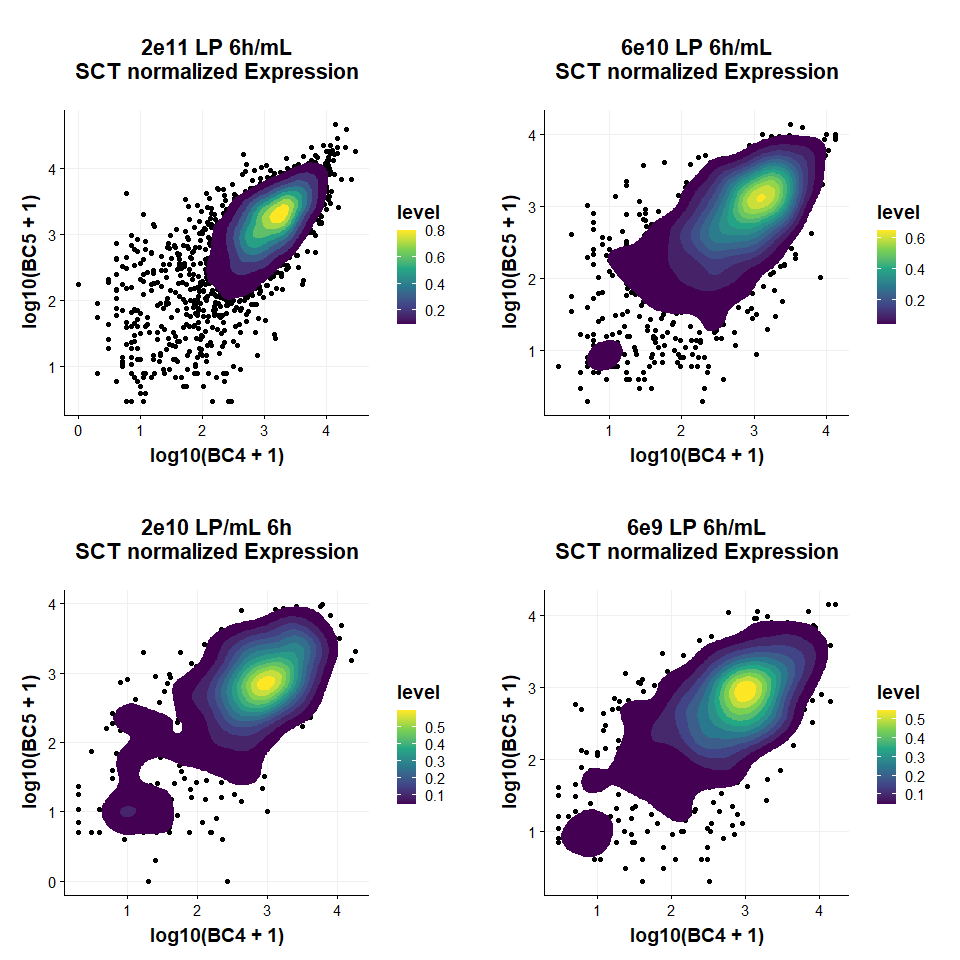 2e11 LP 6h/mL
SCT normalized Expression
log10(BC5 + 1)
4
3
2
1
0
1
2
3
4
log10(BC4 + 1)
level
0.8
0.6
0.4
0.2
6e10 LP 6h/mL
SCT normalized Expression
log10(BC5 + 1)
4
3
2
1
1
2
3
4
log10(BC4 + 1)
level
0.6
0.4
0.2
2e10 LP/mL 6h
SCT normalized Expression
log10(BC5 + 1)
4
3
2
1
0
1
2
3
4
log10(BC4 + 1)
level
0.5
0.4
0.3
0.2
0.1
6e9 LP 6h/mL
SCT normalized Expression
log10(BC5 + 1)
4
3
2
1
1
2
3
4
log10(BC4 + 1)
level
0.5
0.4
0.3
0.2
0.1